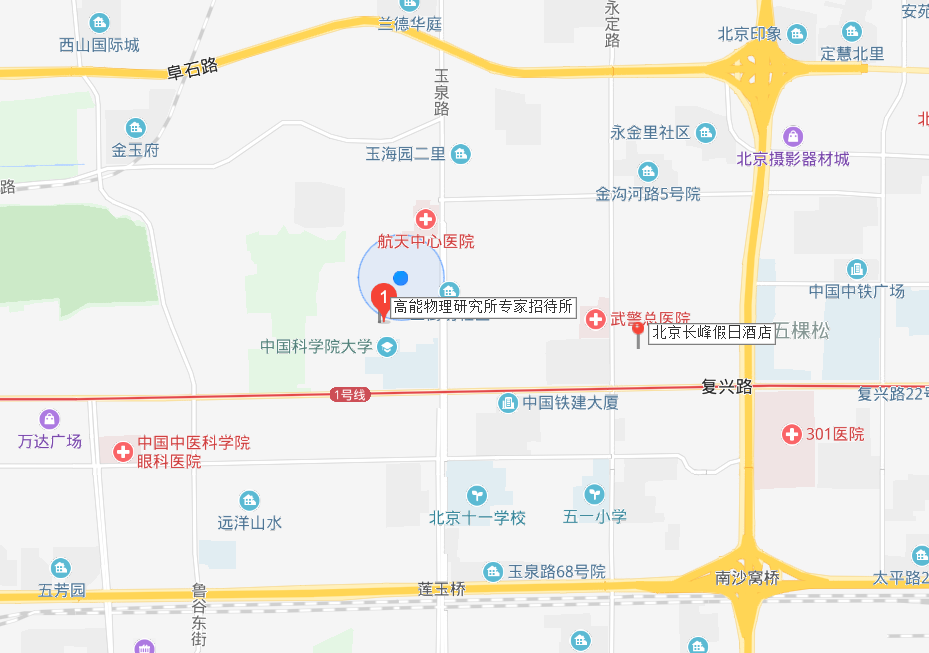 永定路
安苑
兰德华庭
西山国际城
北京印象
定慧北里
阜石路
玉泉路
北
金玉府
永金里社区
玉海园二里
北京摄影器材城
金沟河路5号院
路
航天中心医院
中国中铁广场
1
高能物理研究所专家招待所
武警总医院
北京长峰假日酒店
五棵松
中国科学院大学
复兴路
1号线
复兴路22号
中国铁建大厦
万达广场
中国中医科学院
眼科医院
301医院
远洋山水
北京十一学校
五一小学
五芳园
鲁谷东街
莲玉桥
玉泉路68号院
南沙窝桥
太平路2